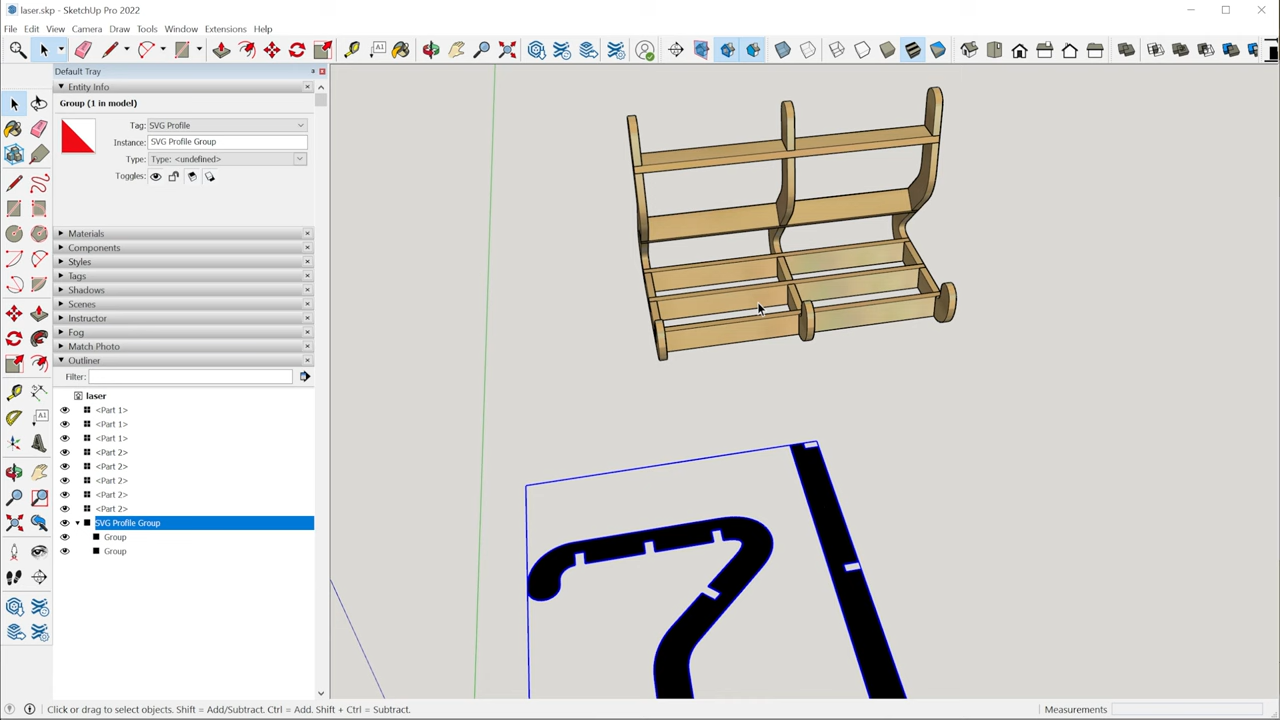 laser.skp - SketchUp Pro 2022
File Edit View Camera Draw Tools Window Extensions Help
Default Tray
Entity Info
Group (1 in model)
Tag: SVG Profile
Instance: SVG Profile Group
Type: Type: <undefined>
Toggles:
Materials
Components
Styles
Tags
Shadows
Scenes
Instructor
Fog
Match Photo
Outliner
Filter:
laser
<Part 1>
<Part 1>
<Part 1>
<Part 2>
<Part 2>
<Part 2>
<Part 2>
<Part 2>
SVG Profile Group
Group
Group
Click or drag to select objects. Shift = Add/Subtract. Ctrl = Add. Shift + Ctrl = Subtract. Measurements